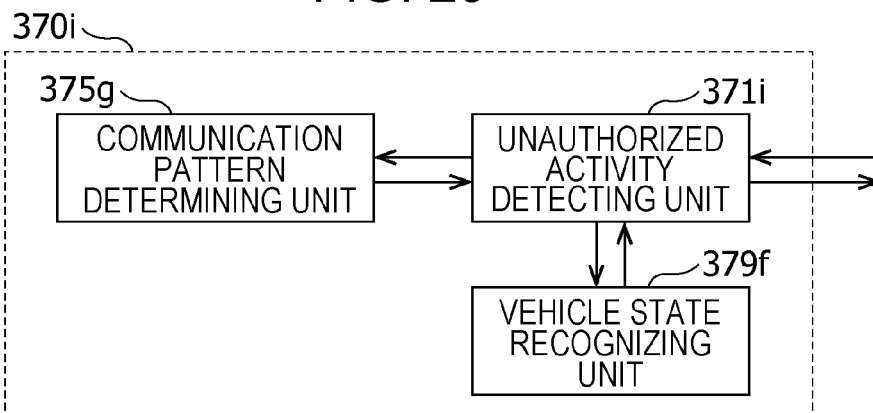 370i
375g
371i
COMMUNICATION
PATTERN
DETERMINING UNIT
UNAUTHORIZED
ACTIVITY
DETECTING UNIT
379f
VEHICLE STATE
RECOGNIZING
UNIT